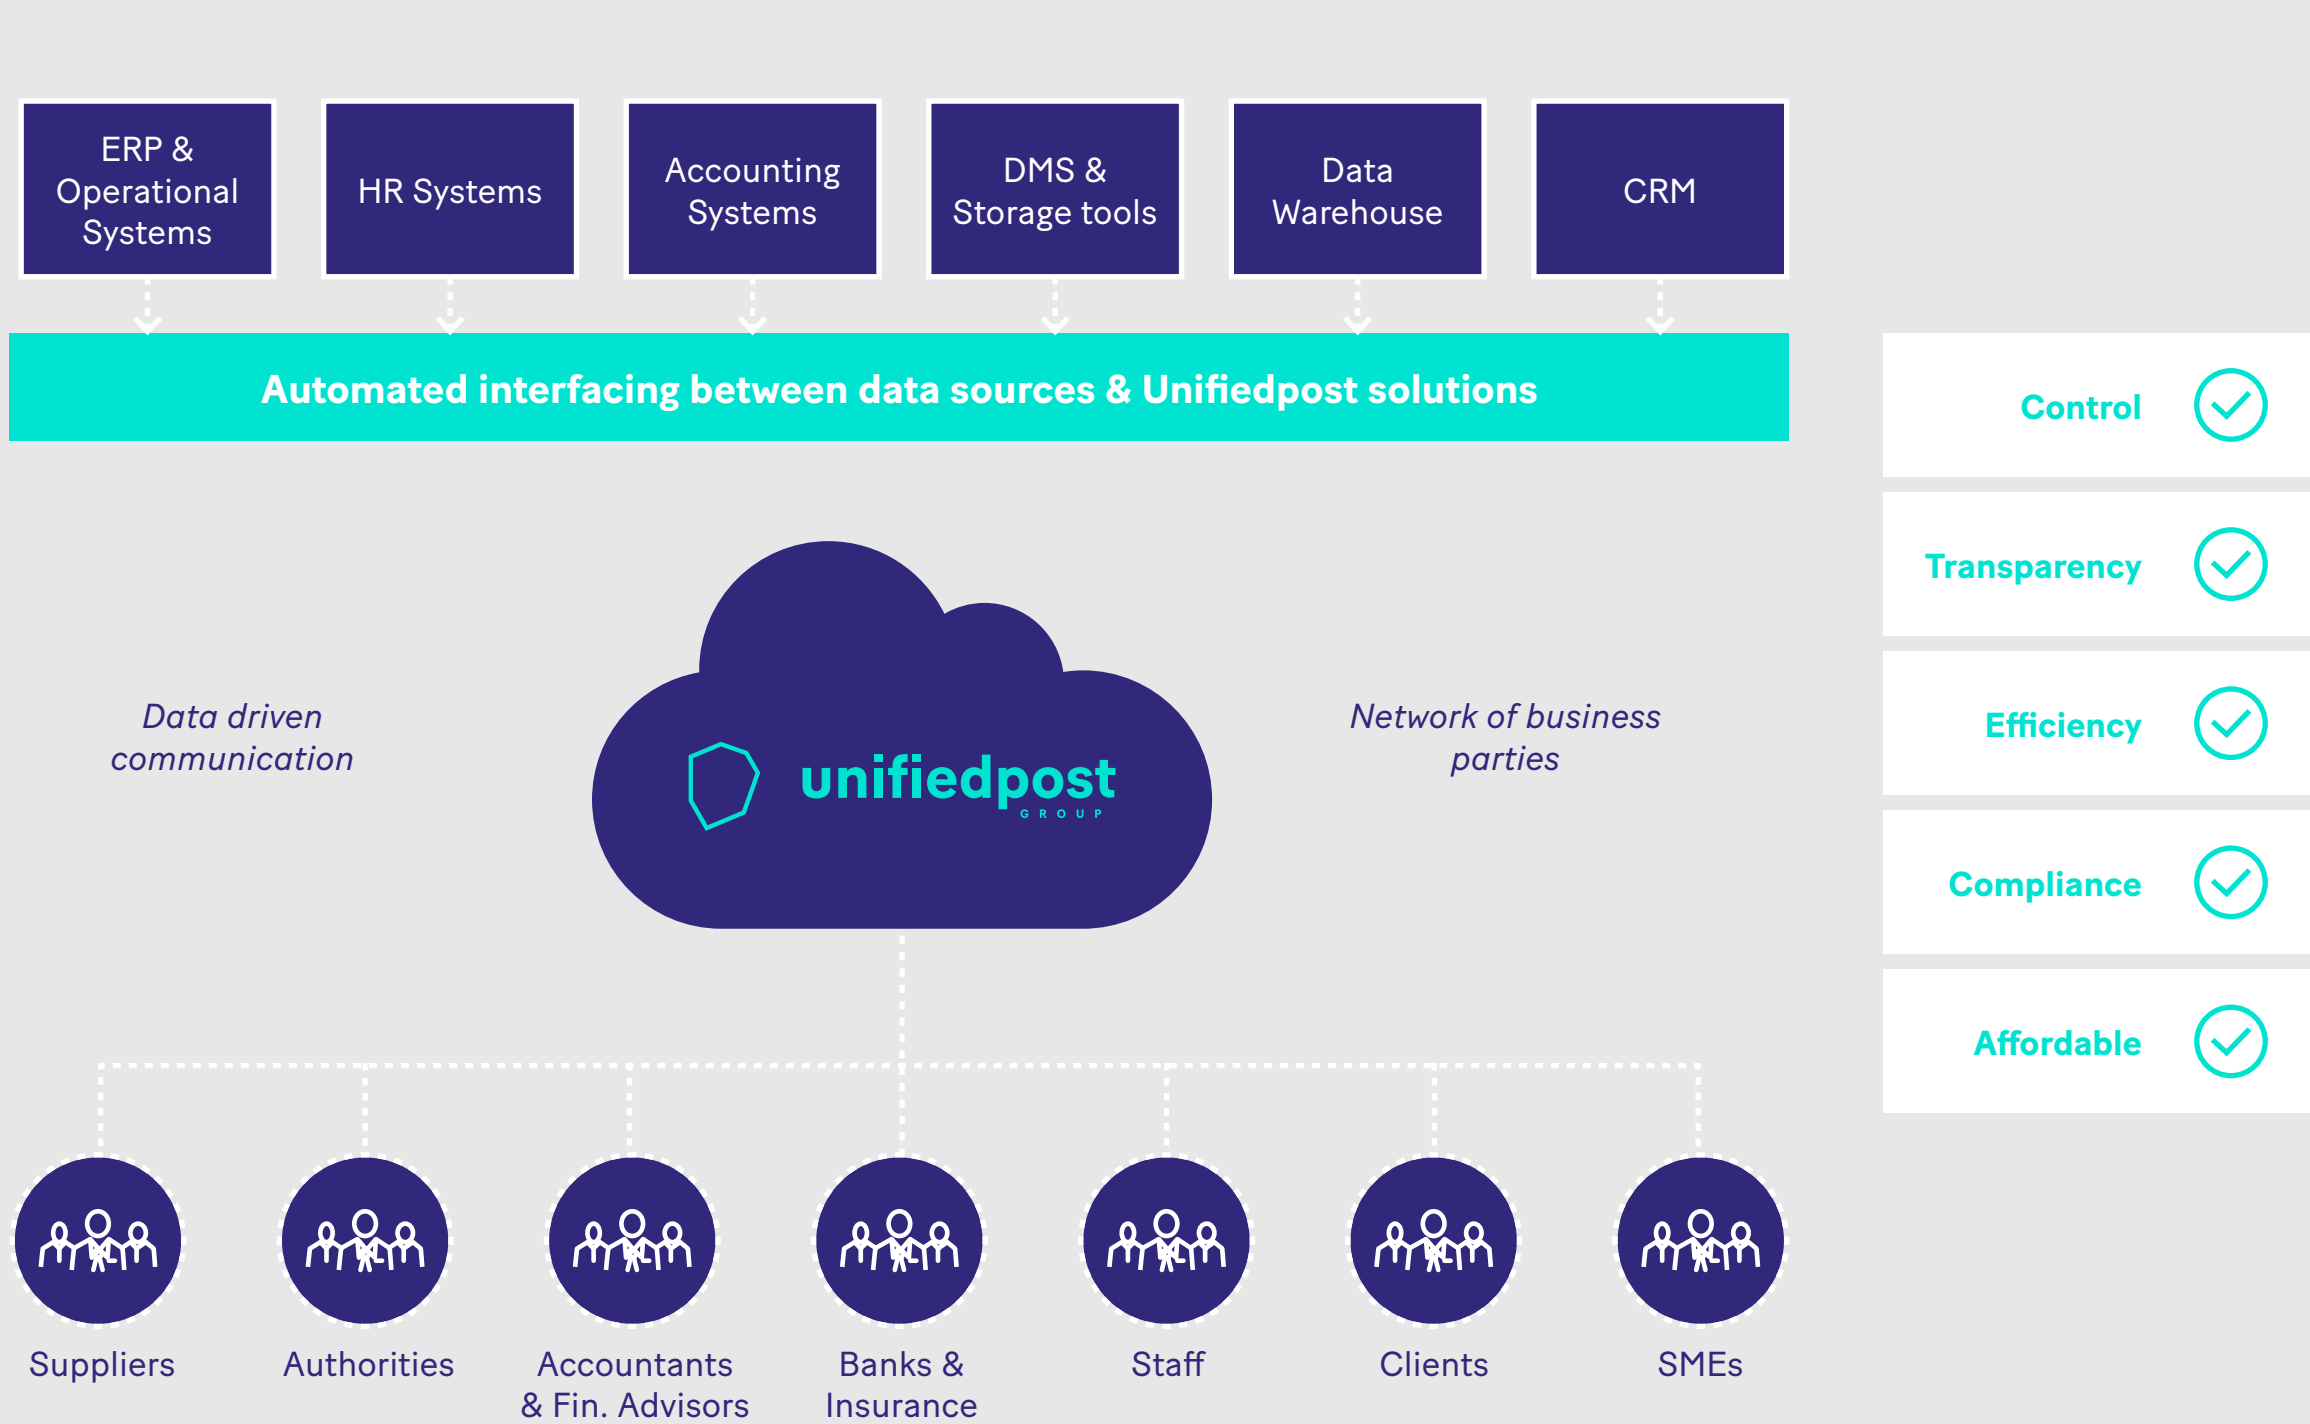 ERP &
Operational
Systems
HR Systems
Accounting
Systems
DMS &
Storage tools
Data
Warehouse
CRM
Automated interfacing between data sources & Unifiedpost solutions
Control
Transparency
Efficiency
Compliance
Affordable
Data driven
communication
unifiedpost
GROUP
Network of business
parties
Suppliers
Authorities
Accountants
& Fin. Advisors
Banks &
Insurance
Staff
Clients
SMEs